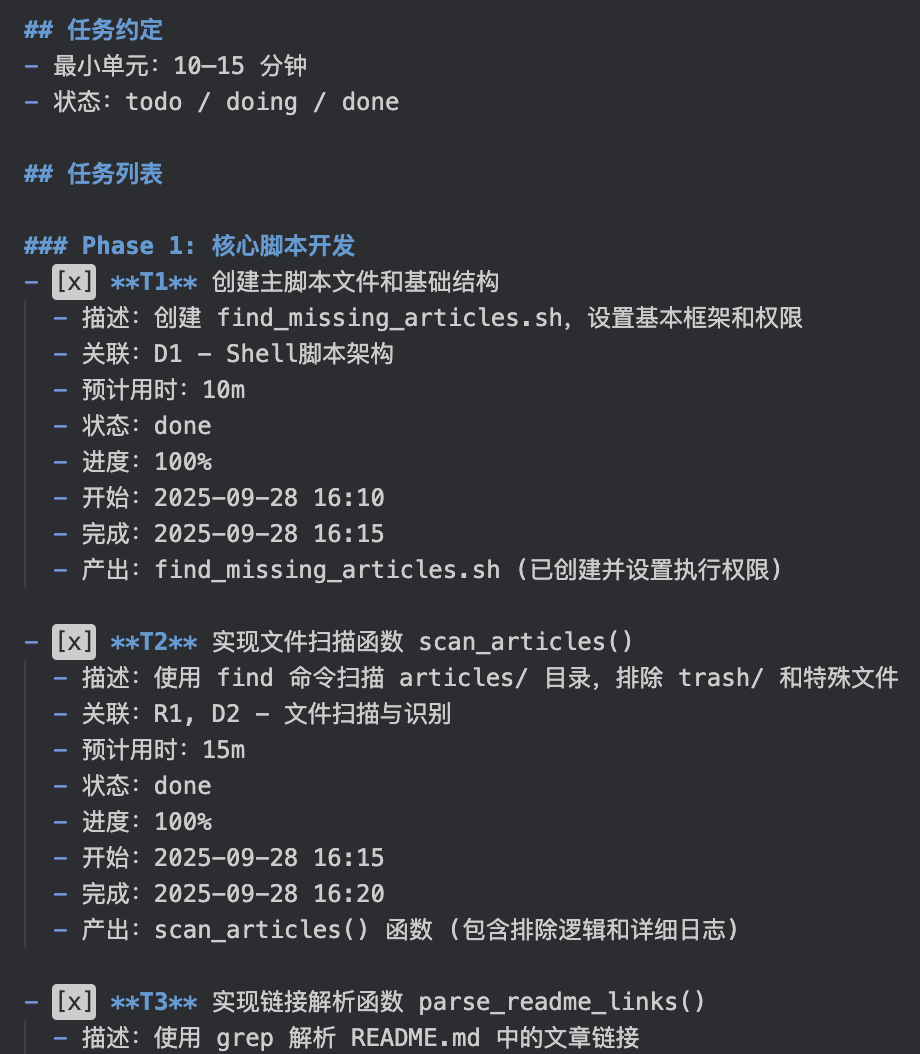 ## 任务约定
- 最小单元：10–15 分钟
- 状态：todo / doing / done
## 任务列表
### Phase 1: 核心脚本开发
- [x] **T1** 创建主脚本文件和基础结构
- 描述：创建 find_missing_articles.sh，设置基本框架和权限
- 关联：D1 - Shell脚本架构
- 预计用时：10m
- 状态：done
- 进度：100%
- 开始：2025-09-28 16:10
- 完成：2025-09-28 16:15
- 产出：find_missing_articles.sh (已创建并设置执行权限)
- [x] **T2** 实现文件扫描函数 scan_articles()
- 描述：使用 find 命令扫描 articles/ 目录，排除 trash/ 和特殊文件
- 关联：R1, D2 - 文件扫描与识别
- 预计用时：15m
- 状态：done
- 进度：100%
- 开始：2025-09-28 16:15
- 完成：2025-09-28 16:20
- 产出：scan_articles() 函数 (包含排除逻辑和详细日志)
- [x] **T3** 实现链接解析函数 parse_readme_links()
- 描述：使用 grep 解析 README.md 中的文章链接